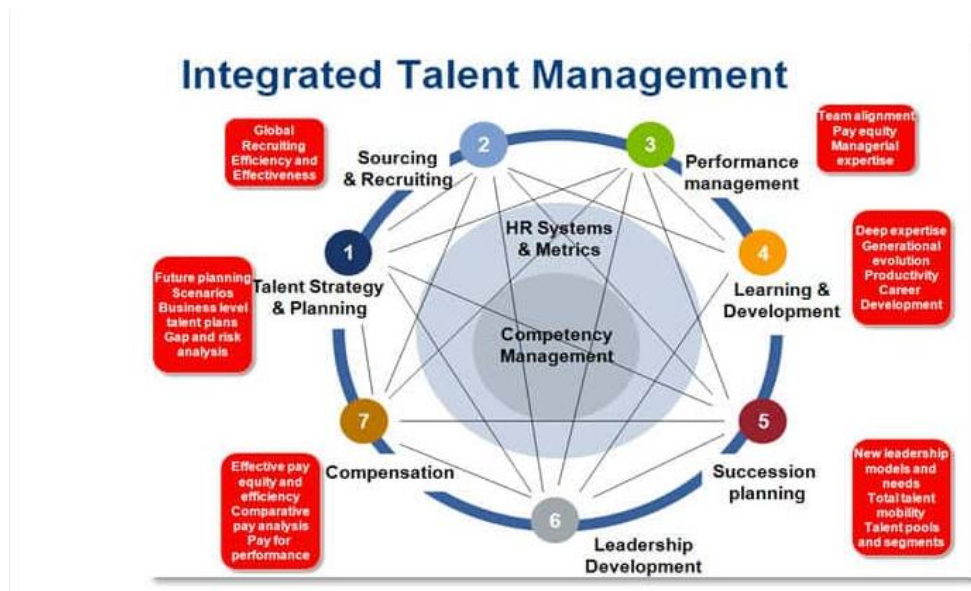 Integrated Talent Management
Global
Recruiting
Efficiency and
Effectiveness
2
Sourcing
& Recruiting
3
Performance
management
Team alignment
Pay equity
Managerial
expertise
HR Systems
& Metrics
1
Talent Strategy
& Planning
4
Learning &
Development
Deep expertise
Generational
evolution
Productivity
Career
Development
Future planning
Scenarios
Business level
talent plans
Gap and risk
analysis
Competency
Management
7
Compensation
5
Succession
planning
Effective pay
equity and
efficiency
Comparative
pay analysis
Pay for
performance
New leadership
models and
needs
Total talent
mobility
Talent pools
and segments
6
Leadership
Development